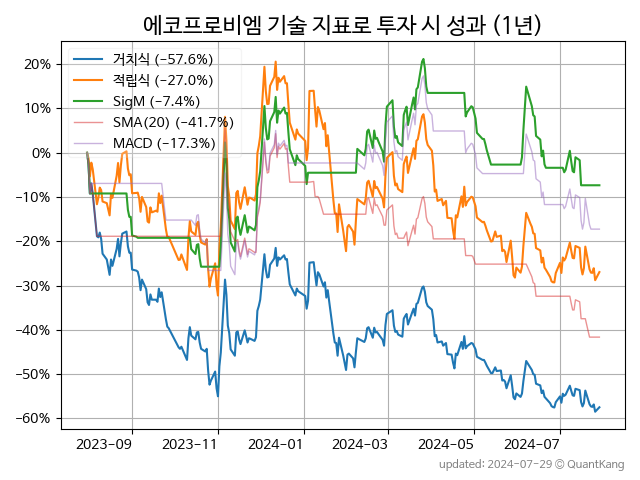 에코프로비엠 기술 지표로 투자 시 성과 (1년)
거치식 (−57.6%)
적립식 (−27.0%)
SigM (−7.4%)
SMA(20) (−41.7%)
MACD (−17.3%)
20%
10%
0%
−10%
−20%
−30%
−40%
−50%
−60%
2023-09 2023-11 2024-01 2024-03 2024-05 2024-07
updated: 2024-07-29 © QuantKang